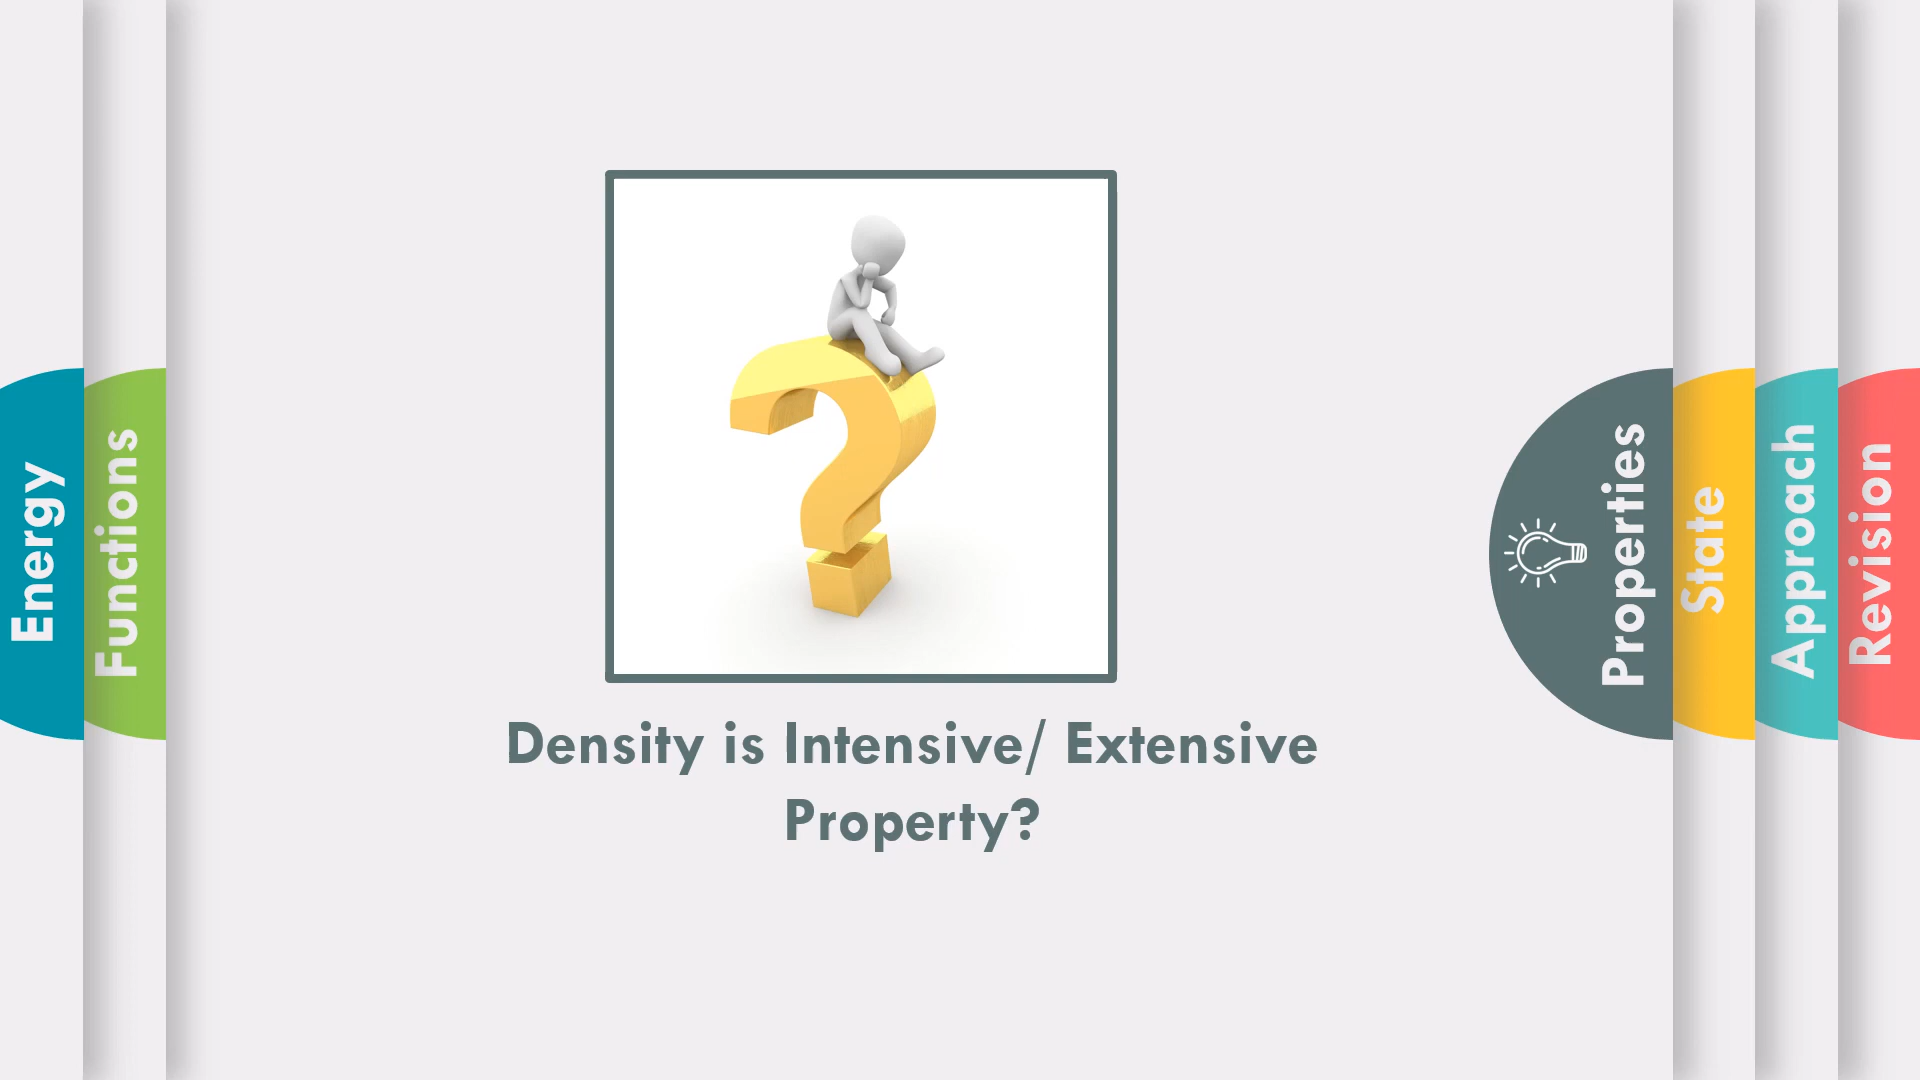 Energy
Functions
Density is Intensive/ Extensive
Property?
Properties
State
Approach
Revision